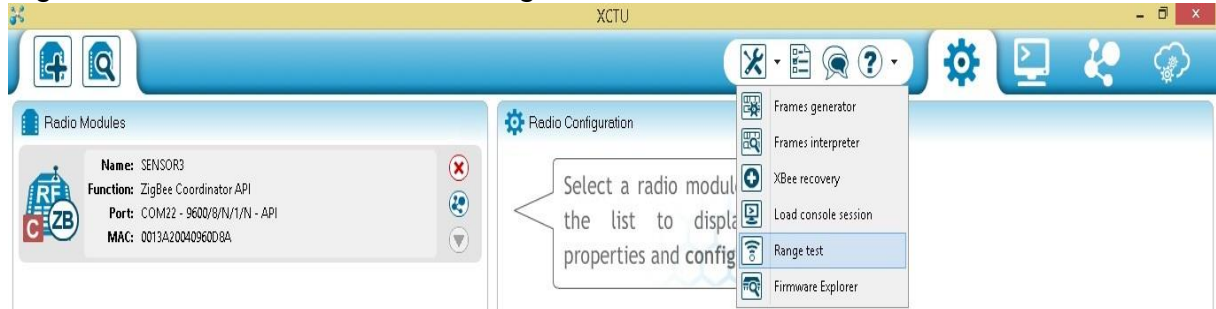 XCTU
Radio Modules
Name: SENSOR3
Function: ZigBee Coordinator API
Port: COM22 - 9600/8/N/1/N - API
MAC: 0013A20040960D8A
RF
C ZB
Radio Configuration
Select a radio modul
the list to displa
properties and config
Frames generator
Frames interpreter
XBee recovery
Load console session
Range test
Firmware Explorer